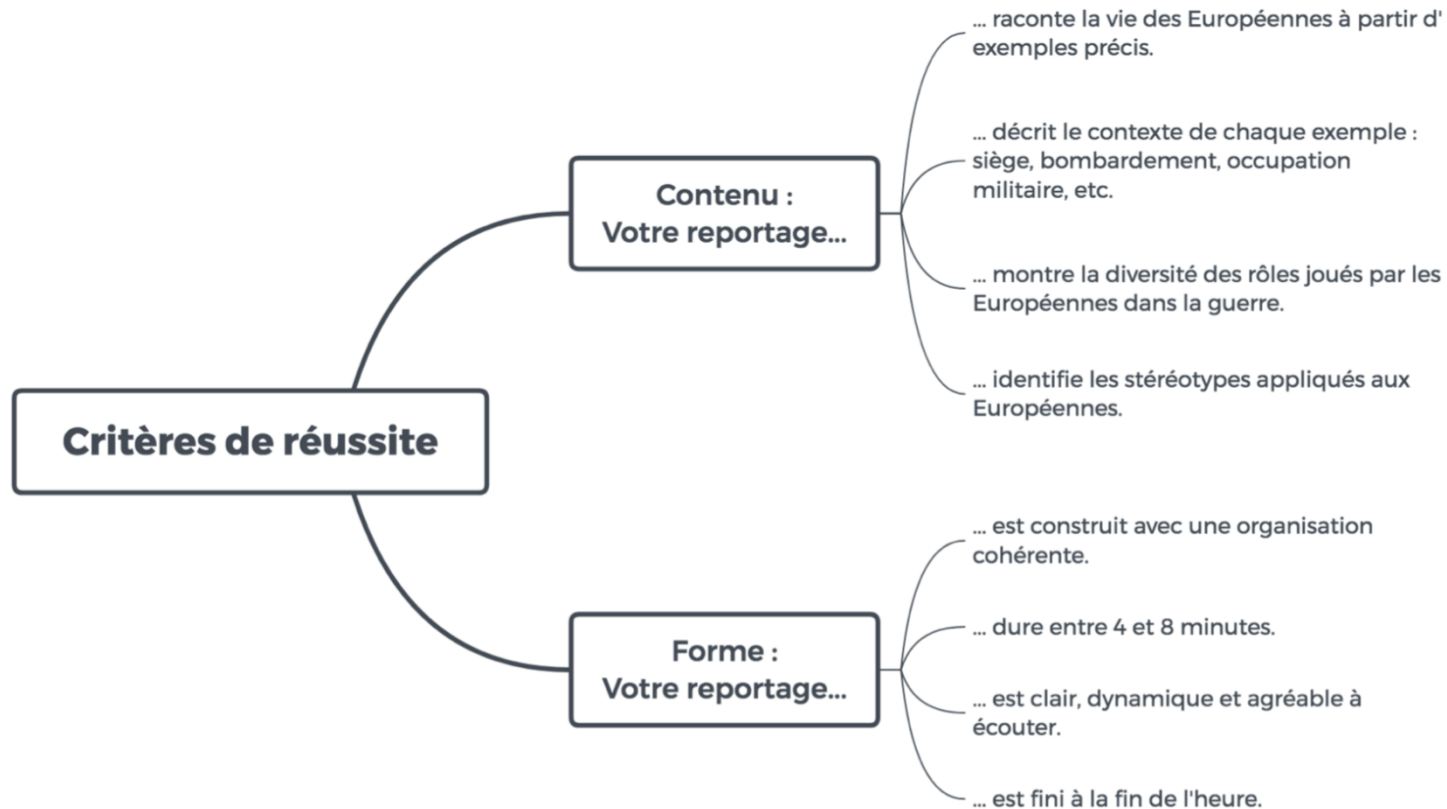 Critères de réussite
Contenu :
Votre reportage...
... raconte la vie des Européennes à partir d'
exemples précis.
... décrit le contexte de chaque exemple :
siège, bombardement, occupation
militaire, etc.
... montre la diversité des rôles joués par les
Européennes dans la guerre.
... identifie les stéréotypes appliqués aux
Européennes.
Forme :
Votre reportage...
... est construit avec une organisation
cohérente.
... dure entre 4 et 8 minutes.
... est clair, dynamique et agréable à
écouter.
... est fini à la fin de l'heure.